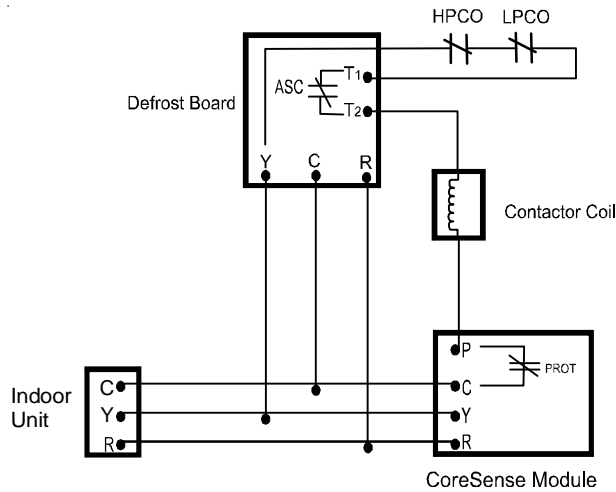 HPCO LPCO
Defrost Board
ASC
T1
T2
Y C R
Contactor Coil
Indoor
Unit
C
Y
R
P
C
Y
R
PROT
CoreSense Module